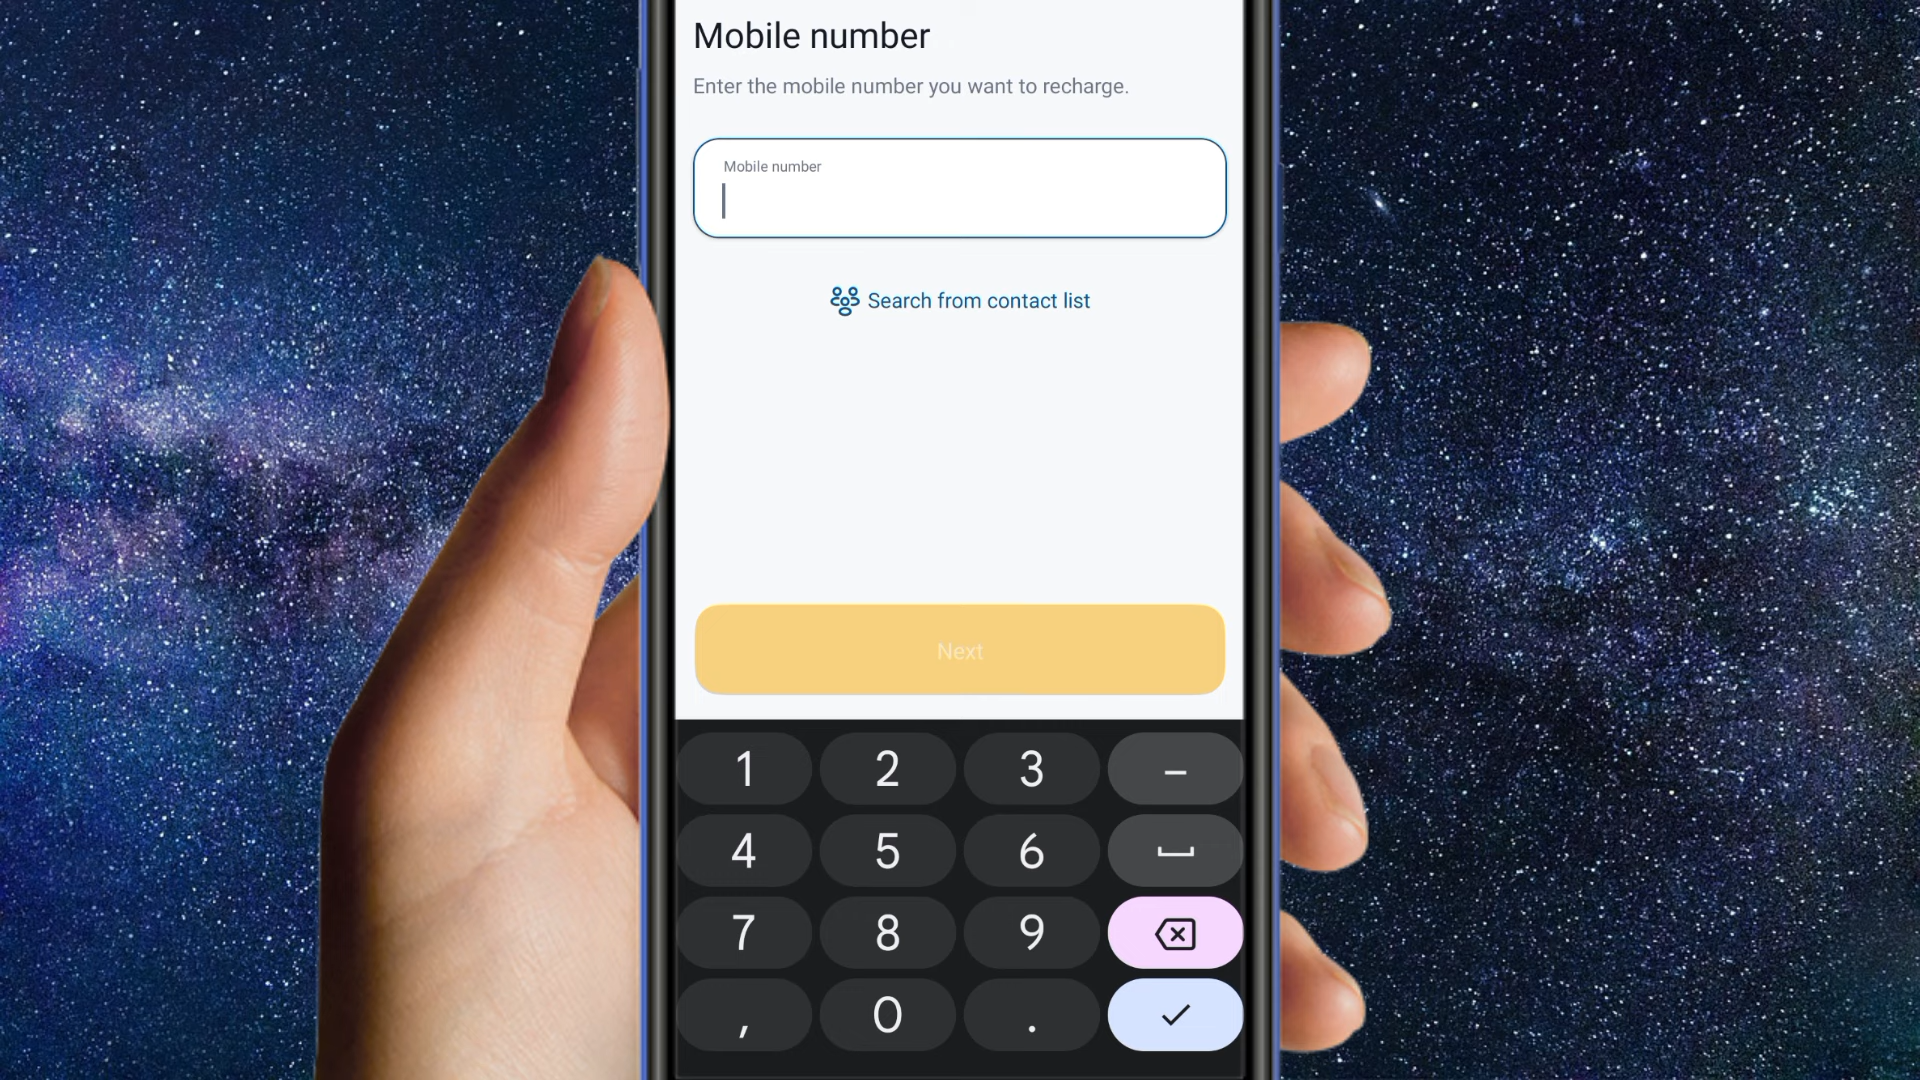 Mobile number
Enter the mobile number you want to recharge.
Mobile number
Search from contact list
Next
1 2 3 –
4 5 6
7 8 9
, 0 .